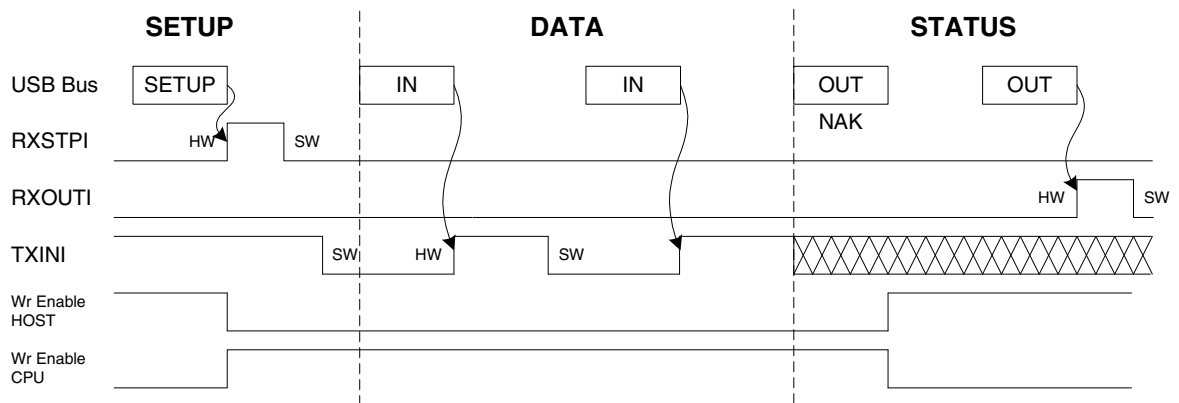 SETUP DATA STATUS
USB Bus SETUP IN IN OUT OUT
NAK
RXSTPI HW SW
RXOUTI HW SW
TXINI SW HW SW
Wr Enable
HOST
Wr Enable
CPU